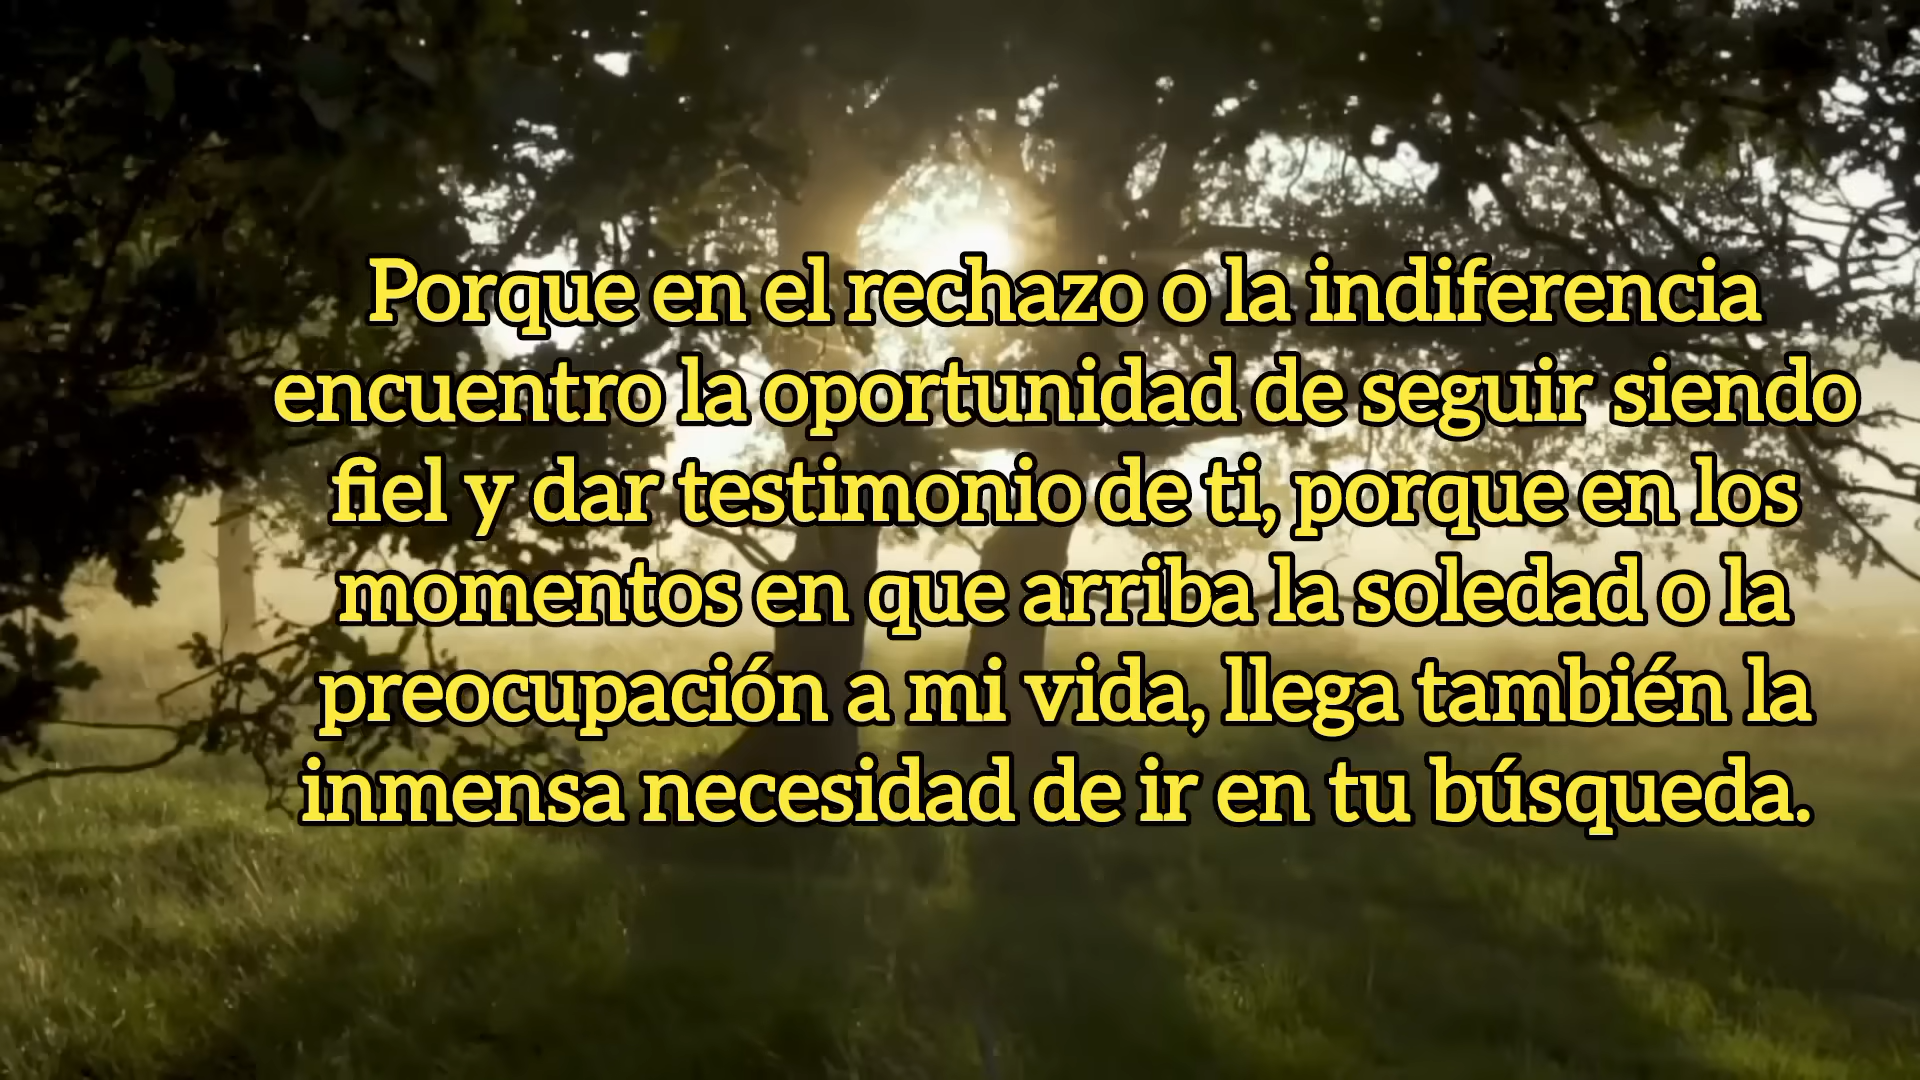 Porque en el rechazo o la indiferencia
encuentro la oportunidad de seguir siendo
fiel y dar testimonio de ti, porque en los
momentos en que arriba la soledad o la
preocupación a mi vida, llega también la
inmensa necesidad de ir en tu búsqueda.